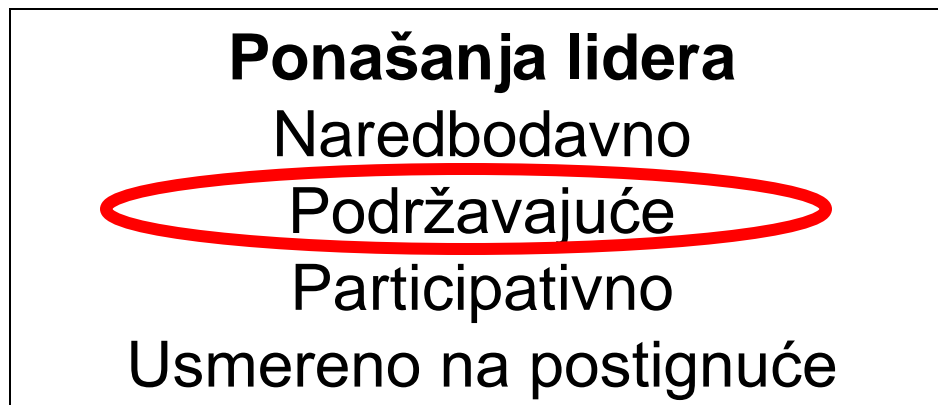 Ponašanja lidera
Naredbodavno
Podržavajuće
Participativno
Usmereno na postignuće